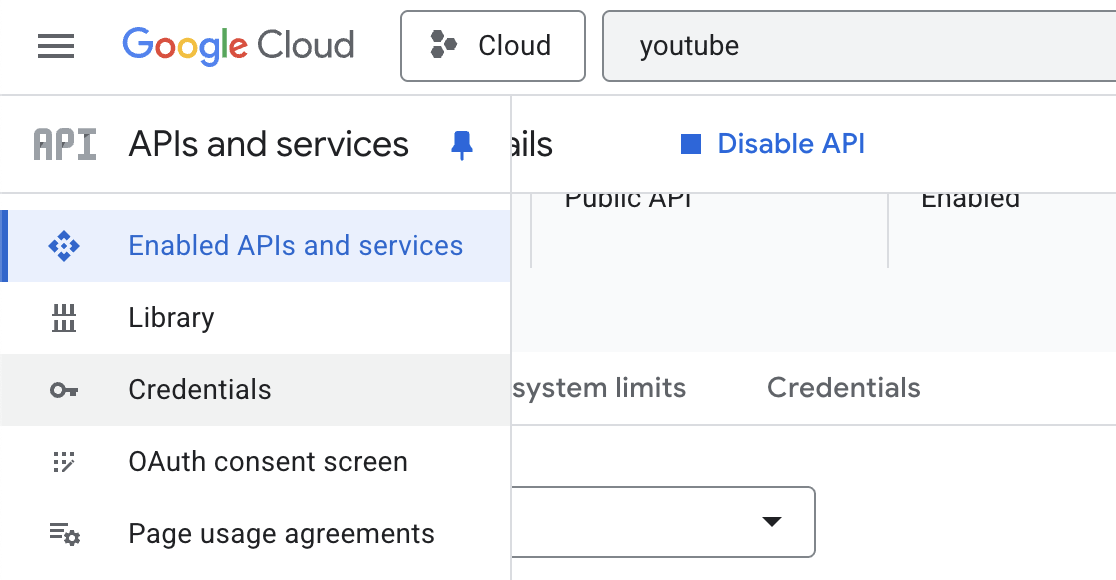 Google Cloud
Cloud
youtube
API APIs and services
ails
Disable API
Public API
Enabled
Enabled APIs and services
Library
Credentials
system limits
Credentials
OAuth consent screen
Page usage agreements